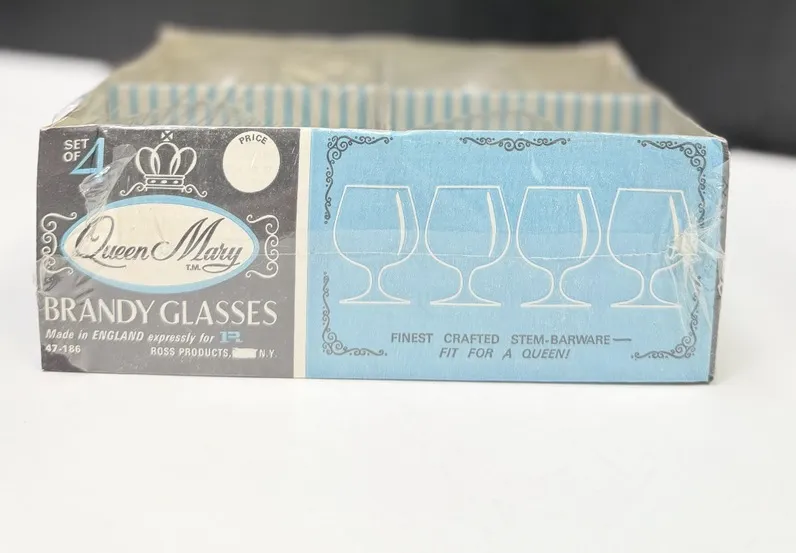 SET
OF 4
PRICE
Queen Mary
T.M.
BRANDY GLASSES
Made in ENGLAND expressly for R
47-186 ROSS PRODUCTS, N.Y.
FINEST CRAFTED STEM-BARWARE—
FIT FOR A QUEEN!